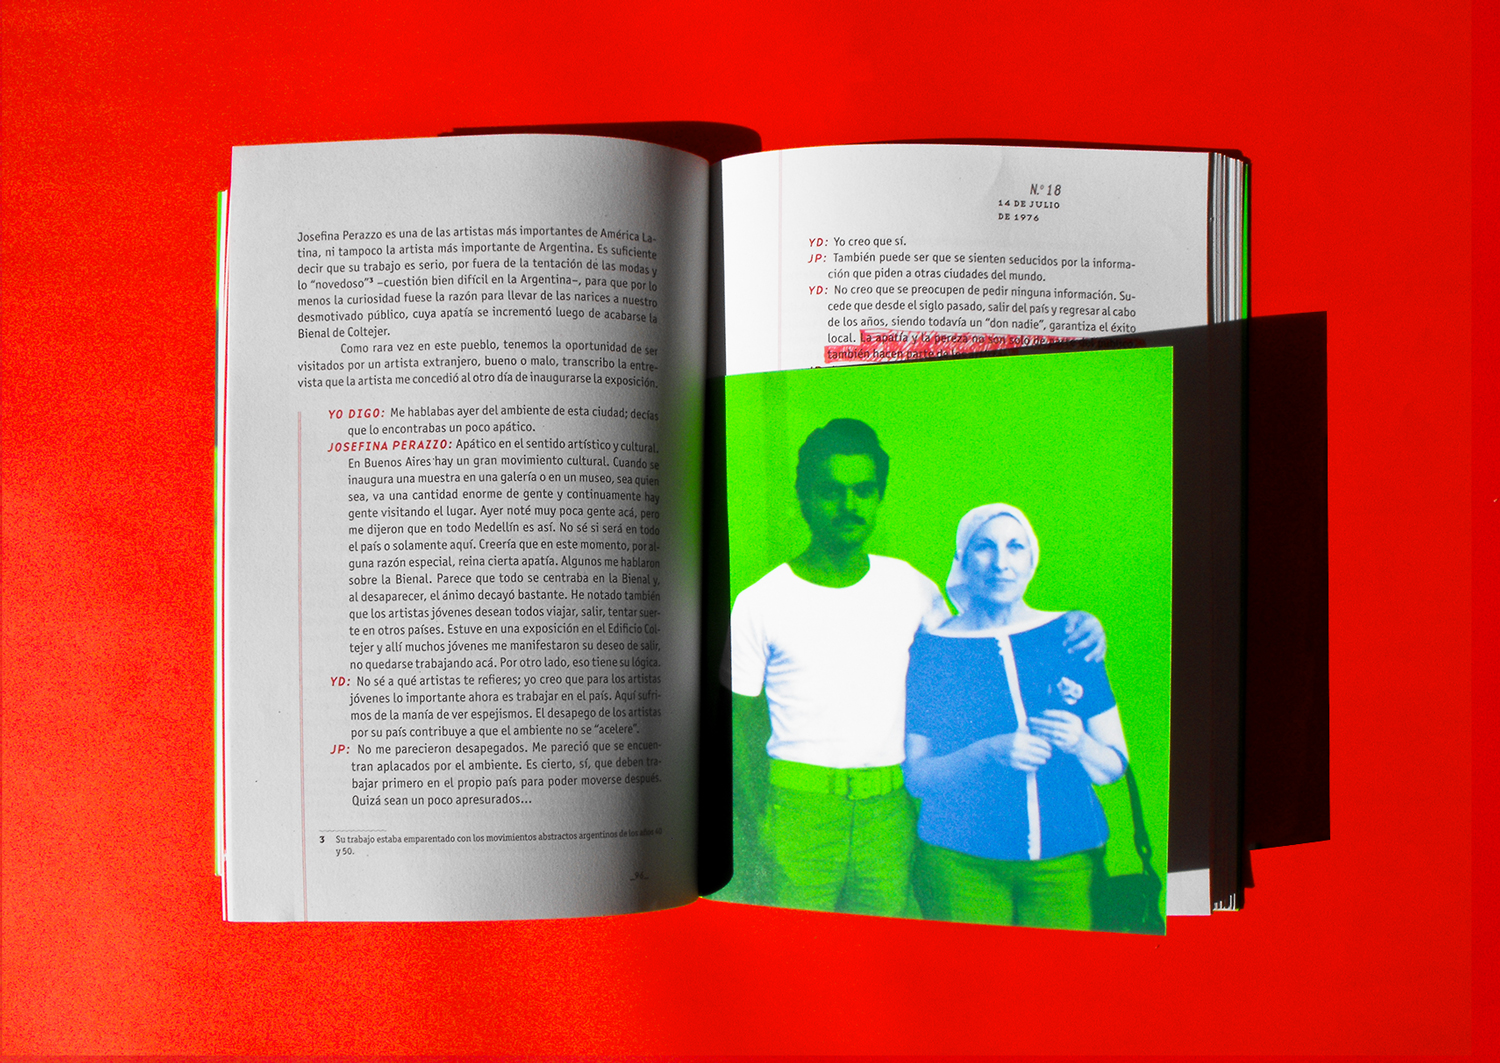 Josefina Perazzo es una de las artistas más importantes de América La-
tina, ni tampoco la artista más importante de Argentina. Es suficiente
decir que su trabajo es serio, por fuera de la tentación de las modas y
lo “novedoso”³ –cuestión bien difícil en la Argentina–, para que por lo
menos la curiosidad fuese la razón para llevar de las narices a nuestro
desmotivado público, cuya apatía se incrementó luego de acabarse la
Bienal de Coltejer.
Como rara vez en este pueblo, tenemos la oportunidad de ser
visitados por un artista extranjero, bueno o malo, transcribo la entre-
vista que la artista me concedió al otro día de inaugurarse la exposición.
YO DIGO: Me hablabas ayer del ambiente de esta ciudad; decías
que lo encontrabas un poco apático.
JOSEFINA PERAZZO: Apático en el sentido artístico y cultural.
En Buenos Aires hay un gran movimiento cultural. Cuando se
inaugura una muestra en una galería o en un museo, sea quien
sea, va una cantidad enorme de gente y continuamente hay
gente visitando el lugar. Ayer noté muy poca gente acá, pero
me dijeron que en todo Medellín es así. No sé si será en todo
el país o solamente aquí. Creería que en este momento, por al-
guna razón especial, reina cierta apatía. Algunos me hablaron
sobre la Bienal. Parece que todo se centraba en la Bienal y,
al desaparecer, el ánimo decayó bastante. He notado también
que los artistas jóvenes desean todos viajar, salir, tentar suer-
te en otros países. Estuve en una exposición en el Edificio Col-
tejer y allí muchos jóvenes me manifestaron su deseo de salir,
no quedarse trabajando acá. Por otro lado, eso tiene su lógica.
YD: No sé a qué artistas te refieres; yo creo que para los artistas
jóvenes lo importante ahora es trabajar en el país. Aquí sufri-
mos de la manía de ver espejismos. El desapego de los artistas
por su país contribuye a que el ambiente no se “acelere”.
JP: No me parecieron desapegados. Me pareció que se encuen-
tran aplacados por el ambiente. Es cierto, sí, que deben tra-
bajar primero en el propio país para poder moverse después.
Quizá sean un poco apresurados...
3 Su trabajo estaba emparentado con los movimientos abstractos argentinos de los años 40
y 50.
N.º 18
14 DE JULIO
DE 1976
YD: Yo creo que sí.
JP: También puede ser que se sienten seducidos por la informa-
ción que piden a otras ciudades del mundo.
YD: No creo que se preocupen de pedir ninguna información. Su-
cede que desde el siglo pasado, salir del país y regresar al cabo
de los años, siendo todavía un “don nadie”, garantiza el éxito
local. La apatía y la pereza no son solo de
también hacen parte de